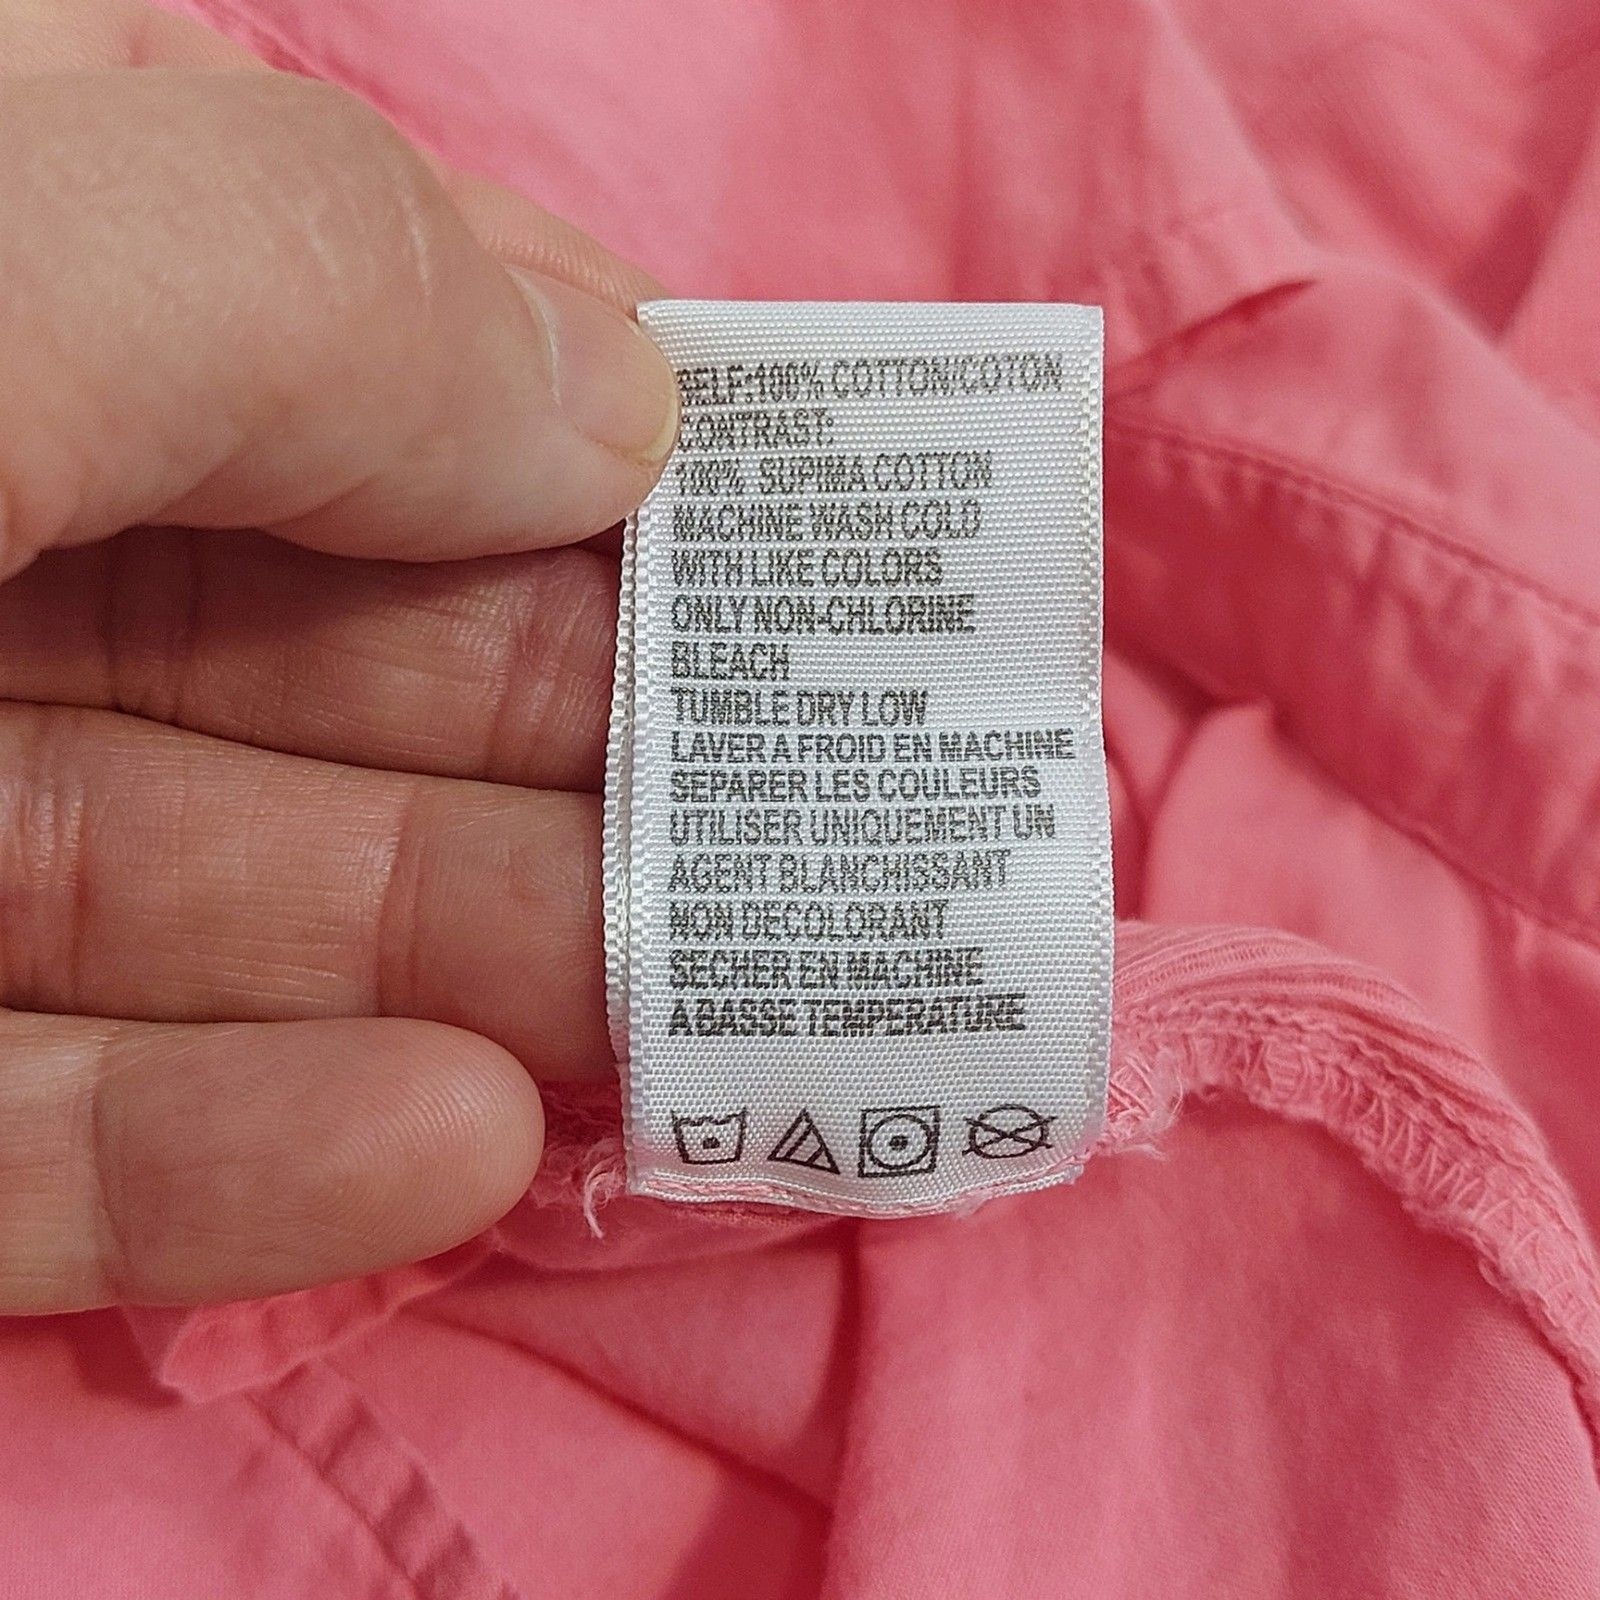 SELF:100% COTTON/COTON
CONTRAST:
100% SUPIMA COTTON
MACHINE WASH COLD
WITH LIKE COLORS
ONLY NON-CHLORINE
BLEACH
TUMBLE DRY LOW
LAVER A FROID EN MACHINE
SEPARER LES COULEURS
UTILISER UNIQUEMENT UN
AGENT BLANCHISSANT
NON DECOLORANT
SECHER EN MACHINE
A BASSE TEMPERATURE